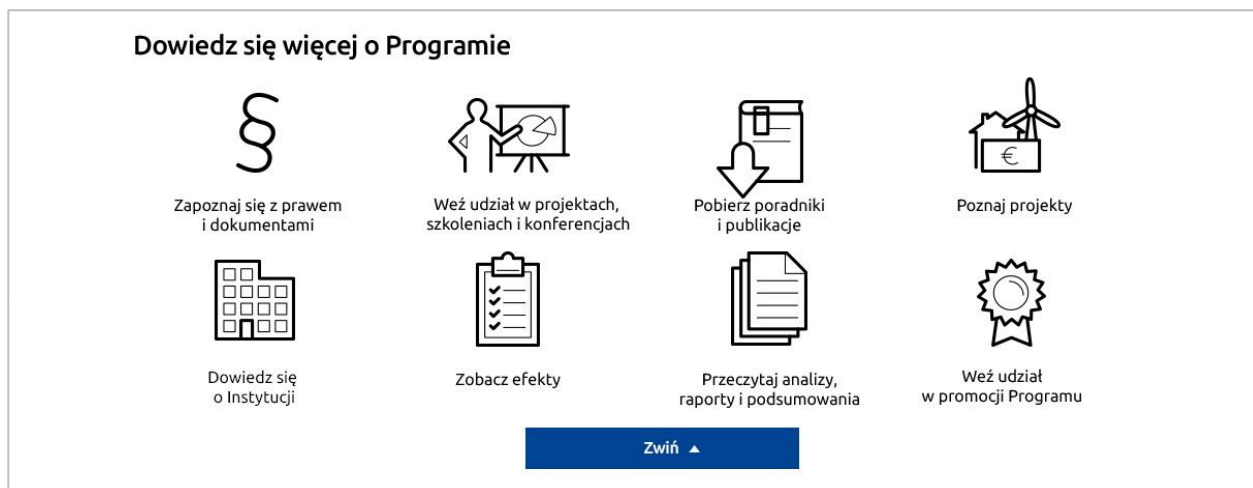 Dowiedz się więcej o Programie
§
Zapoznaj się z prawem
i dokumentami
Weź udział w projektach,
szkoleniach i konferencjach
Pobierz poradniki
i publikacje
€
Poznaj projekty
Dowiedz się
o Instytucji
Zobacz efekty
Przeczytaj analizy,
raporty i podsumowania
Weź udział
w promocji Programu
Zwiń